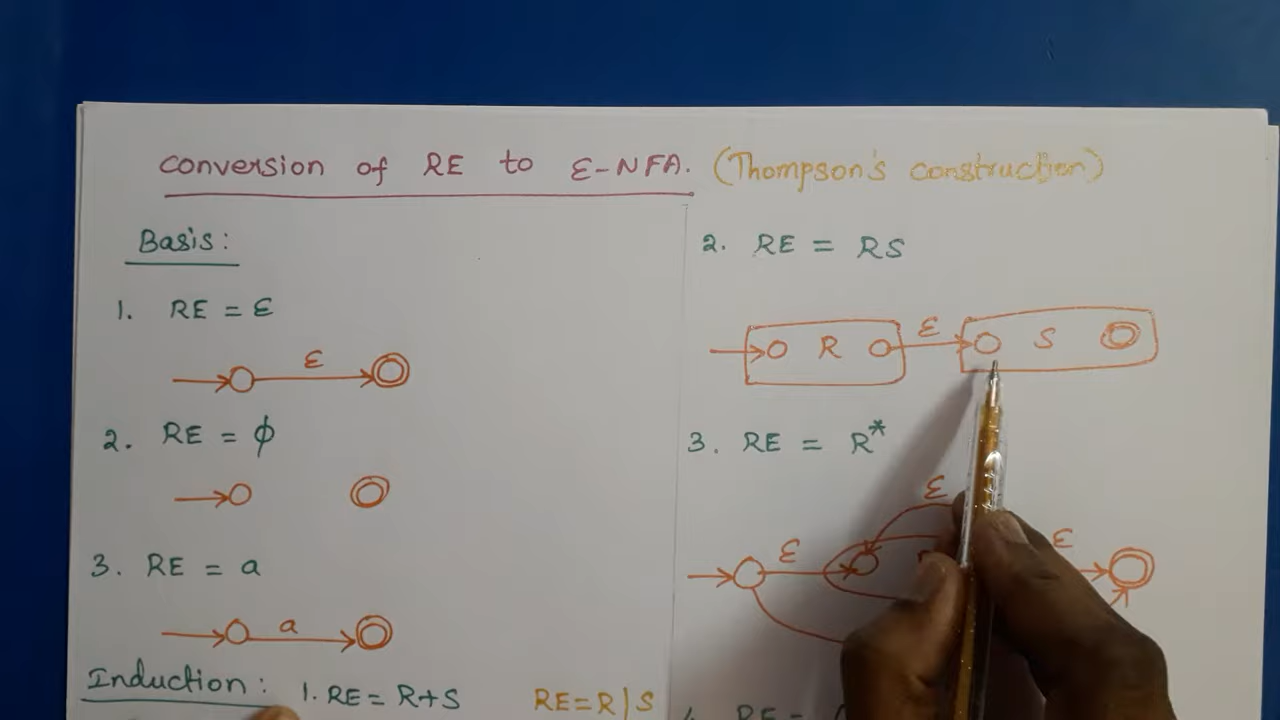 Conversion of RE to ε-NFA. (Thompson's construction)
Basis:
1. RE = ε
ε
2. RE = ϕ
3. RE = a
a
Induction: 1. RE = R+S RE=R|S
2. RE = RS
R ε S
3. RE = R*
ε
ε ε
RE =